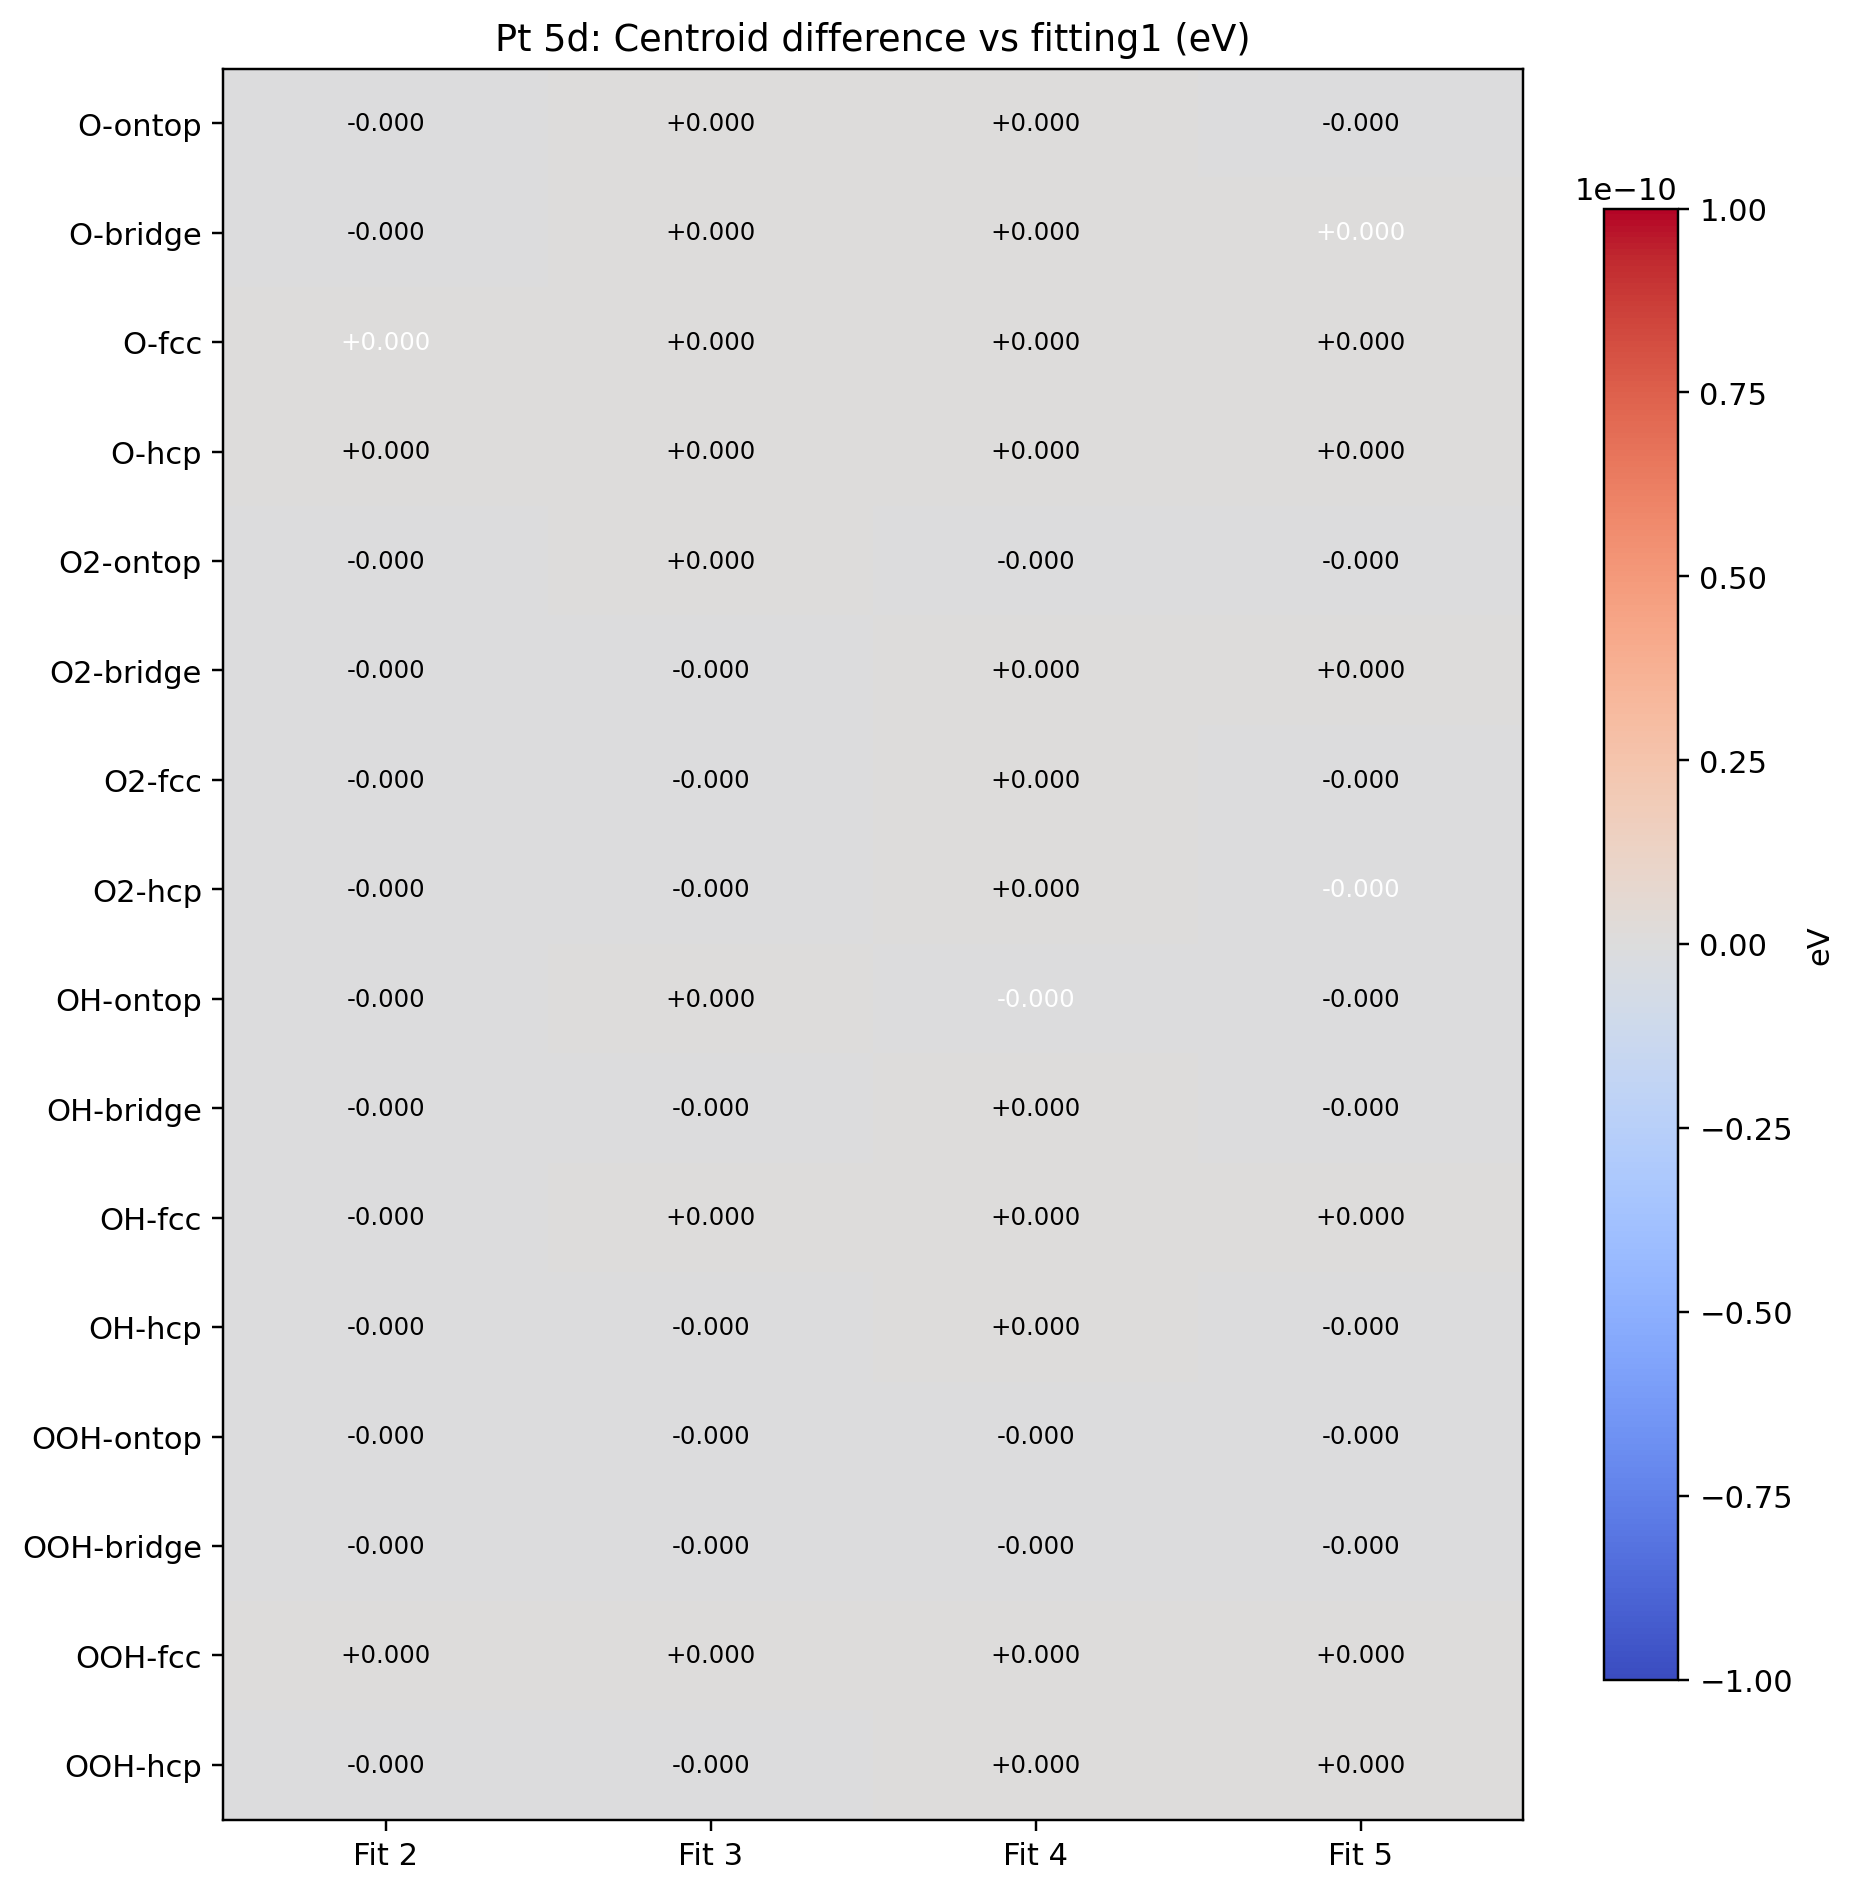 Pt 5d: Centroid difference vs fitting1 (eV)
O-ontop -0.000 +0.000 +0.000 -0.000
O-bridge -0.000 +0.000 +0.000 +0.000
O-fcc +0.000 +0.000 +0.000 +0.000
O-hcp +0.000 +0.000 +0.000 +0.000
O2-ontop -0.000 +0.000 -0.000 -0.000
O2-bridge -0.000 -0.000 +0.000 +0.000
O2-fcc -0.000 -0.000 +0.000 -0.000
O2-hcp -0.000 -0.000 +0.000 -0.000
OH-ontop -0.000 +0.000 -0.000 -0.000
OH-bridge -0.000 -0.000 +0.000 -0.000
OH-fcc -0.000 +0.000 +0.000 +0.000
OH-hcp -0.000 -0.000 +0.000 -0.000
OOH-ontop -0.000 -0.000 -0.000 -0.000
OOH-bridge -0.000 -0.000 -0.000 -0.000
OOH-fcc +0.000 +0.000 +0.000 +0.000
OOH-hcp -0.000 -0.000 +0.000 +0.000
Fit 2 Fit 3 Fit 4 Fit 5
1e−10
1.00
0.75
0.50
0.25
0.00
−0.25
−0.50
−0.75
−1.00
eV